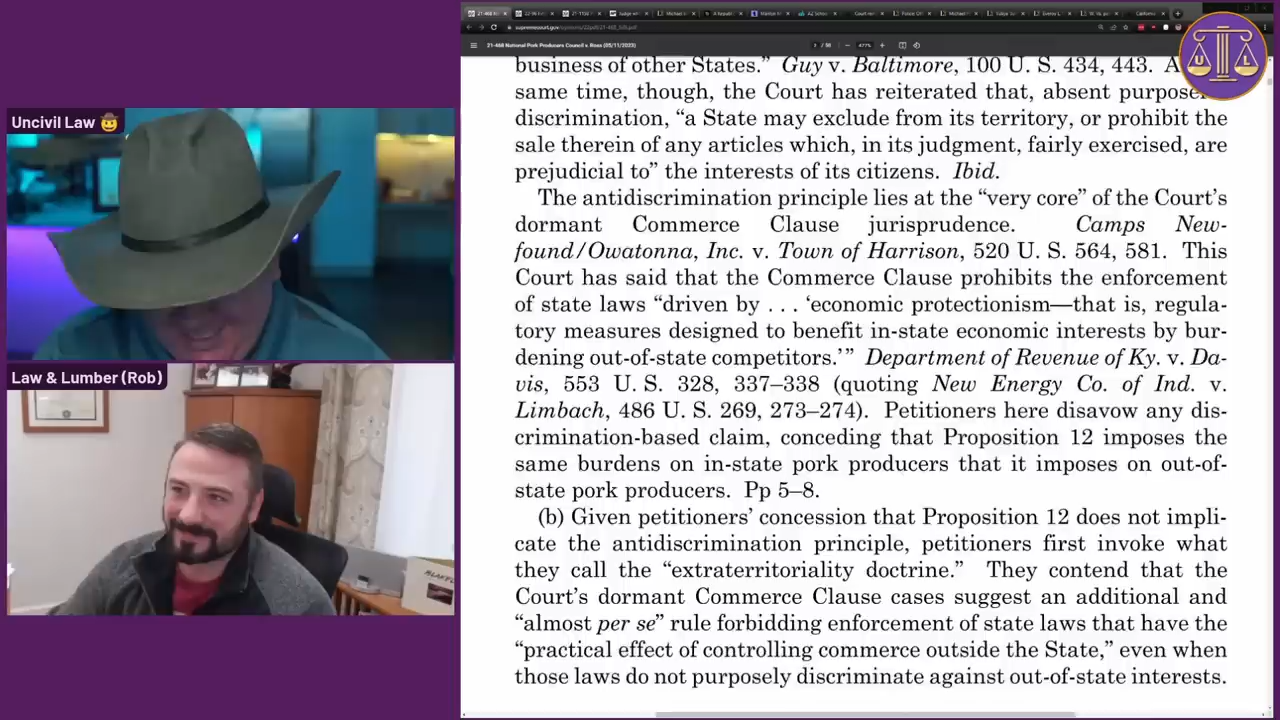 21-468 National Pork Producers Council v. Ross (05/11/2023)
477%
U L
Uncivil Law 🤠
Law & Lumber (Rob)
business of other States." Guy v. Baltimore, 100 U. S. 434, 443. A
same time, though, the Court has reiterated that, absent purpose
discrimination, "a State may exclude from its territory, or prohibit the
sale therein of any articles which, in its judgment, fairly exercised, are
prejudicial to" the interests of its citizens. Ibid.
The antidiscrimination principle lies at the "very core" of the Court's
dormant Commerce Clause jurisprudence. Camps New-
found/Owatonna, Inc. v. Town of Harrison, 520 U. S. 564, 581. This
Court has said that the Commerce Clause prohibits the enforcement
of state laws "driven by . . . 'economic protectionism—that is, regula-
tory measures designed to benefit in-state economic interests by bur-
dening out-of-state competitors.'" Department of Revenue of Ky. v. Da-
vis, 553 U. S. 328, 337–338 (quoting New Energy Co. of Ind. v.
Limbach, 486 U. S. 269, 273–274). Petitioners here disavow any dis-
crimination-based claim, conceding that Proposition 12 imposes the
same burdens on in-state pork producers that it imposes on out-of-
state pork producers. Pp 5–8.
(b) Given petitioners' concession that Proposition 12 does not impli-
cate the antidiscrimination principle, petitioners first invoke what
they call the "extraterritoriality doctrine." They contend that the
Court's dormant Commerce Clause cases suggest an additional and
"almost per se" rule forbidding enforcement of state laws that have the
"practical effect of controlling commerce outside the State," even when
those laws do not purposely discriminate against out-of-state interests.